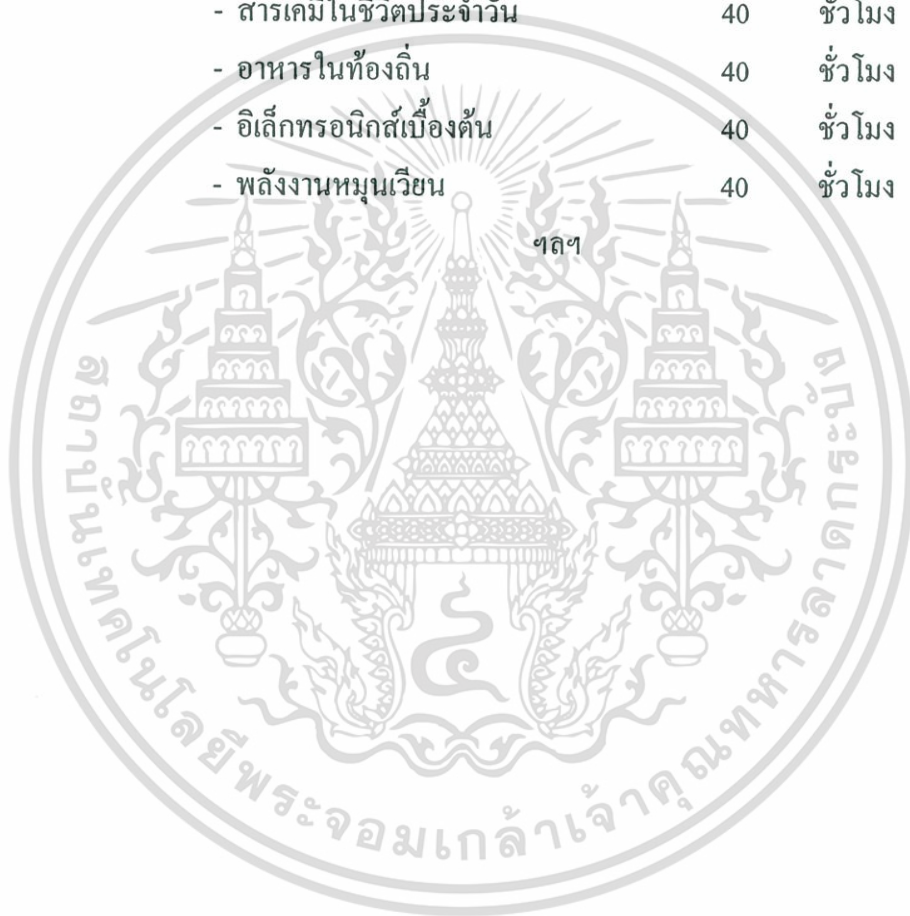 - สารเคมีในชีวิตประจำวัน 40 ชั่วโมง
- อาหารในท้องถิ่น 40 ชั่วโมง
- อิเล็กทรอนิกส์เบื้องต้น 40 ชั่วโมง
- พลังงานหมุนเวียน 40 ชั่วโมง
ฯลฯ
๔
สถาบันเทคโนโลยีพระจอมเกล้าเจ้าคุณทหารลาดกระบัง